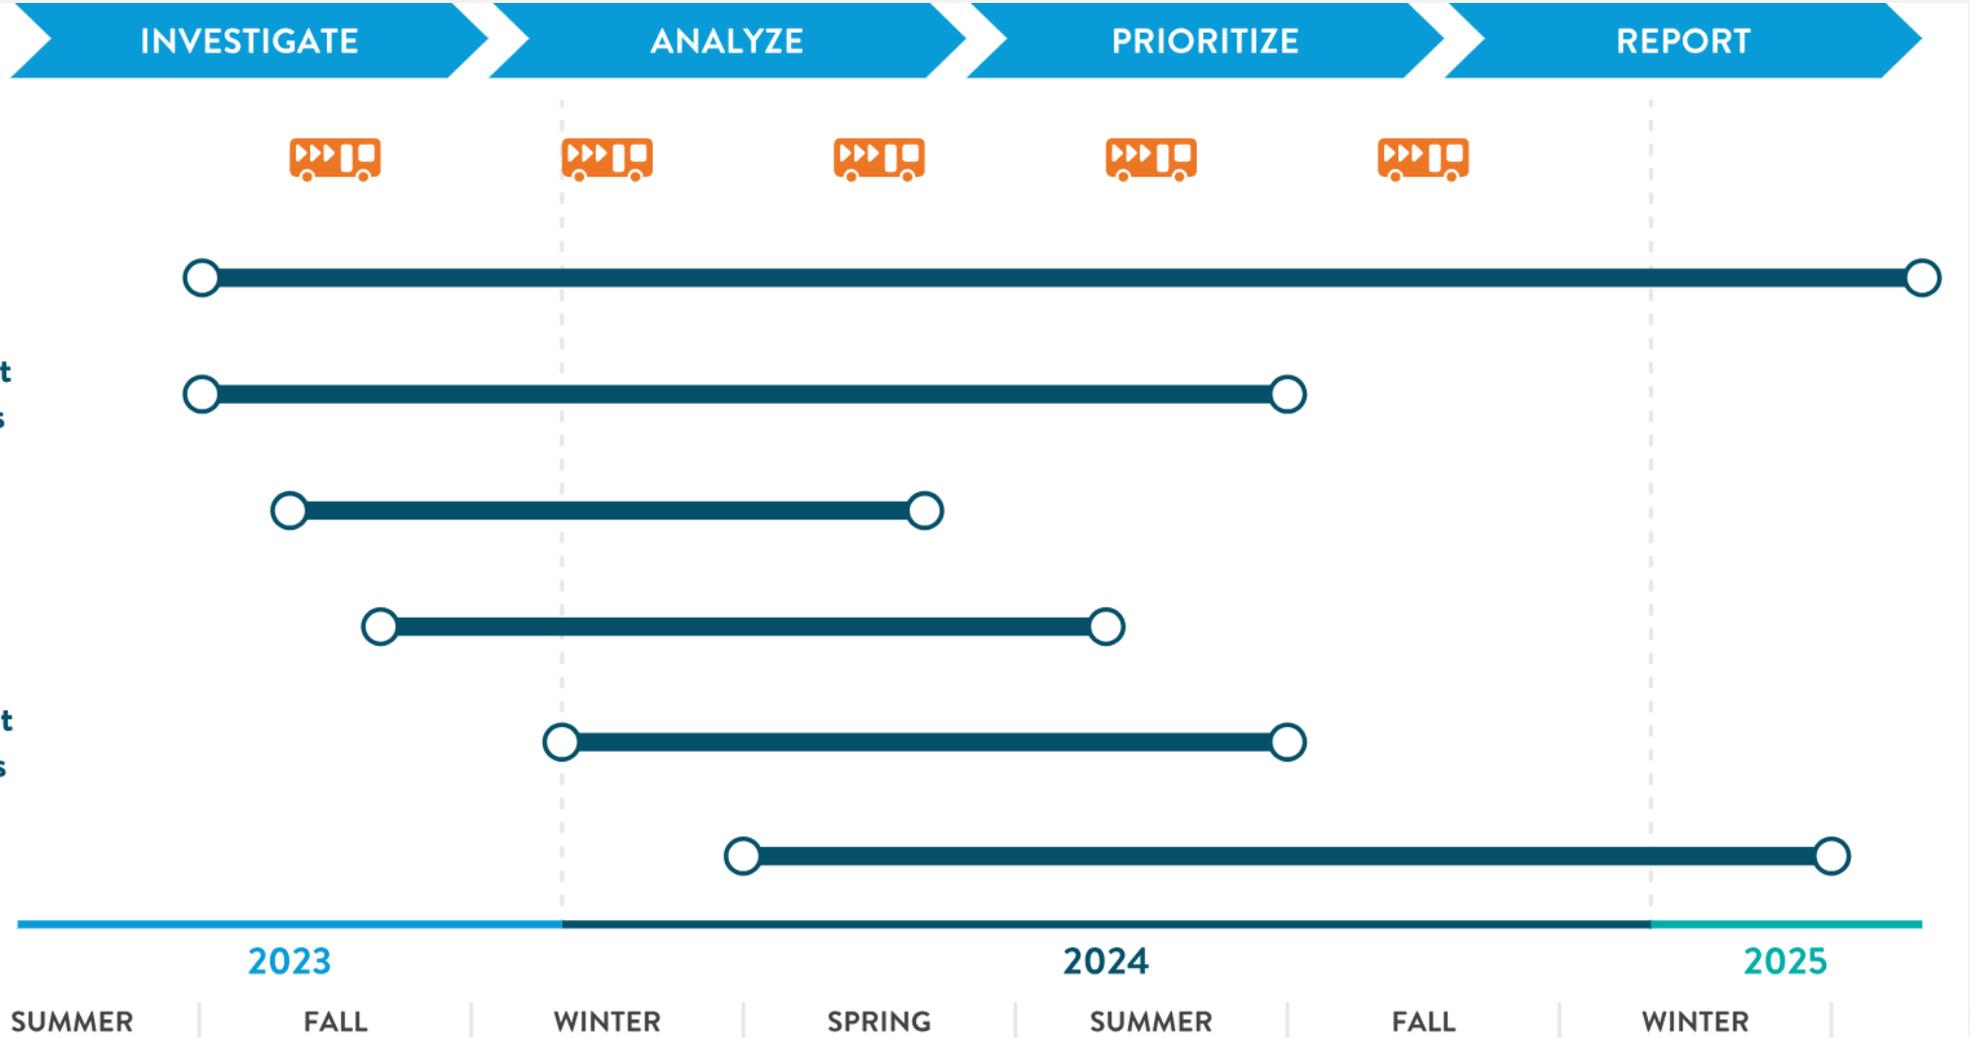 INVESTIGATE ANALYZE PRIORITIZE REPORT
t
s
t
s
2023 2024 2025
SUMMER FALL WINTER SPRING SUMMER FALL WINTER